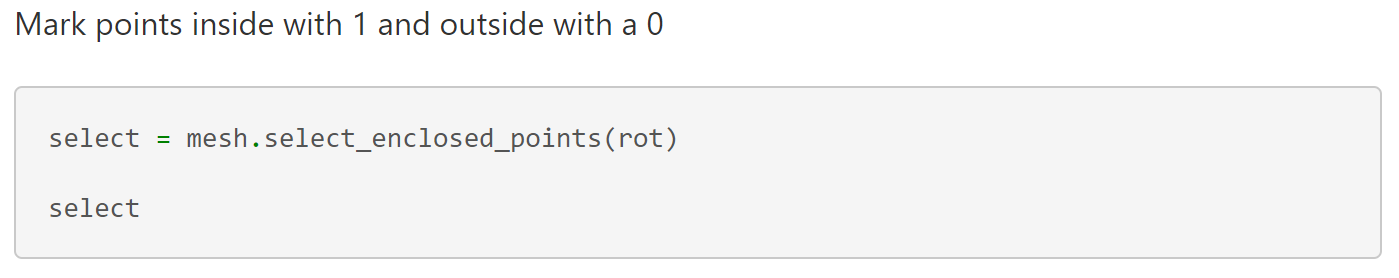 Mark points inside with 1 and outside with a 0
select = mesh.select_enclosed_points(rot)
select